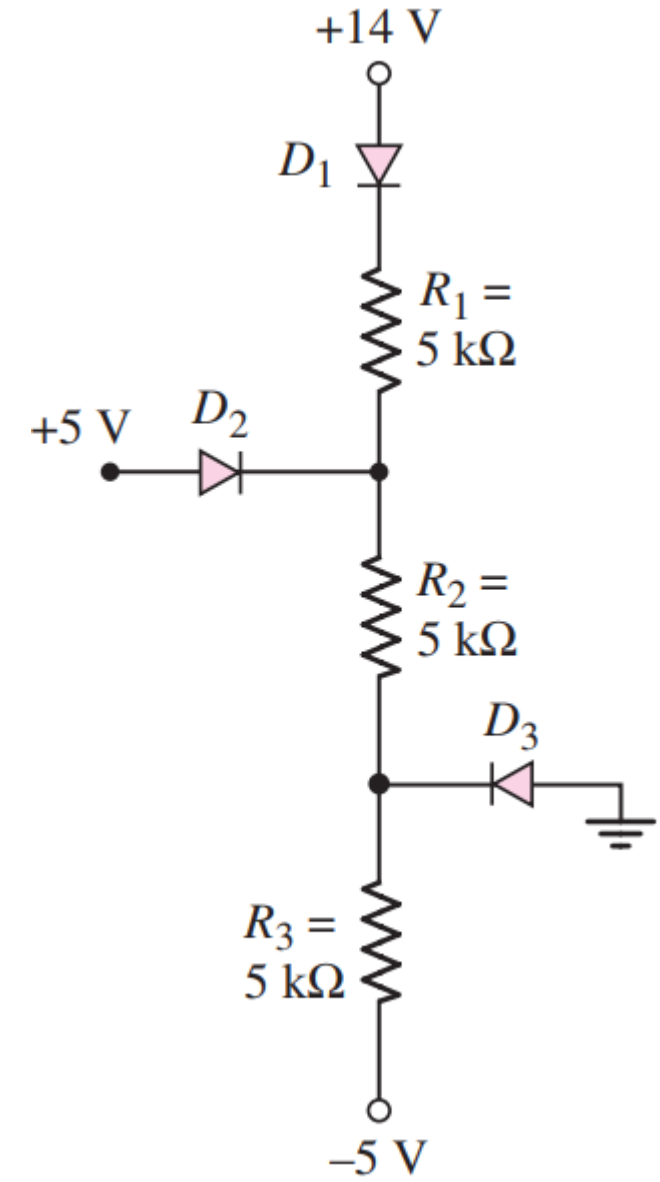 +14 V
D₁
R₁ =
5 kΩ
+5 V
D₂
R₂ =
5 kΩ
D₃
R₃ =
5 kΩ
–5 V